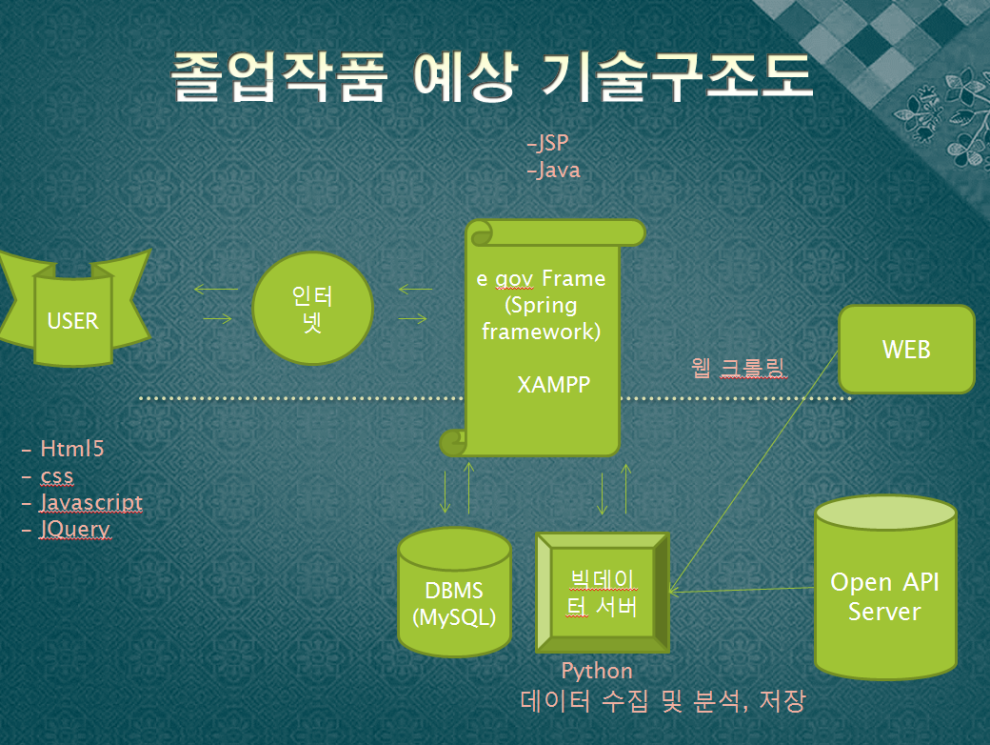 졸업작품 예상 기술구조도
-JSP
-Java
USER
인터
넷
e gov Frame
(Spring
framework)
XAMPP
웹 크롤링
WEB
- Html5
- css
- Javascript
- JQuery
DBMS
(MySQL)
빅데이
터 서버
Open API
Server
Python
데이터 수집 및 분석, 저장